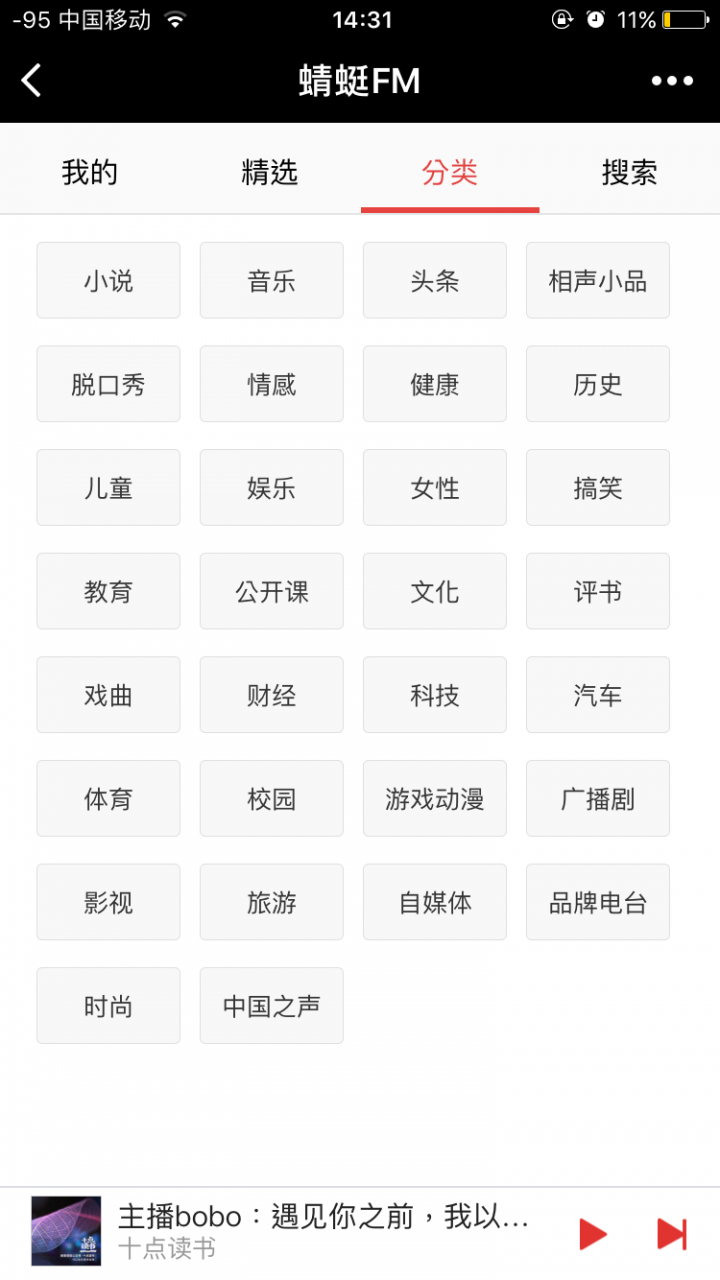 -95 中国移动 14:31 11%
蜻蜓FM
我的 精选 分类 搜索
小说 音乐 头条 相声小品
脱口秀 情感 健康 历史
儿童 娱乐 女性 搞笑
教育 公开课 文化 评书
戏曲 财经 科技 汽车
体育 校园 游戏动漫 广播剧
影视 旅游 自媒体 品牌电台
时尚 中国之声
主播bobo：遇见你之前，我以...
十点读书